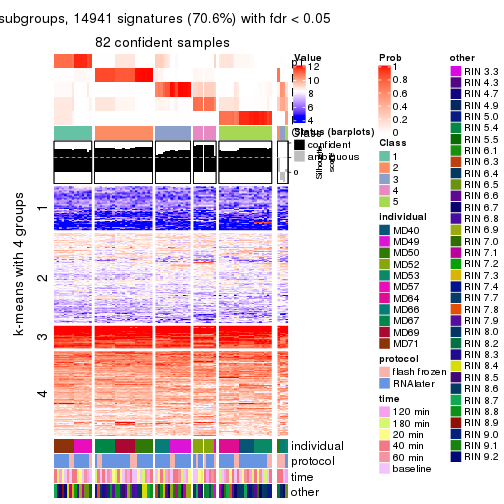 subgroups, 14941 signatures (70.6%) with fdr < 0.05
82 confident samples
k-means with 4 groups
1
2
3
4
individual
protocol
time
other
Value
12
10
8
6
4
Status (barplots)
confident
ambiguous
0
Prob
1
0.8
0.6
0.4
0.2
0
Class
1
2
3
4
5
individual
MD40
MD49
MD50
MD52
MD53
MD57
MD64
MD66
MD67
MD69
MD71
protocol
flash frozen
RNAlater
time
120 min
180 min
20 min
40 min
60 min
baseline
other
RIN 3.3
RIN 4.3
RIN 4.7
RIN 4.9
RIN 5.0
RIN 5.4
RIN 5.5
RIN 6.1
RIN 6.3
RIN 6.4
RIN 6.5
RIN 6.6
RIN 6.7
RIN 6.8
RIN 6.9
RIN 7.0
RIN 7.1
RIN 7.2
RIN 7.3
RIN 7.4
RIN 7.7
RIN 7.8
RIN 7.9
RIN 8.0
RIN 8.2
RIN 8.3
RIN 8.4
RIN 8.5
RIN 8.6
RIN 8.7
RIN 8.8
RIN 8.9
RIN 9.0
RIN 9.1
RIN 9.2